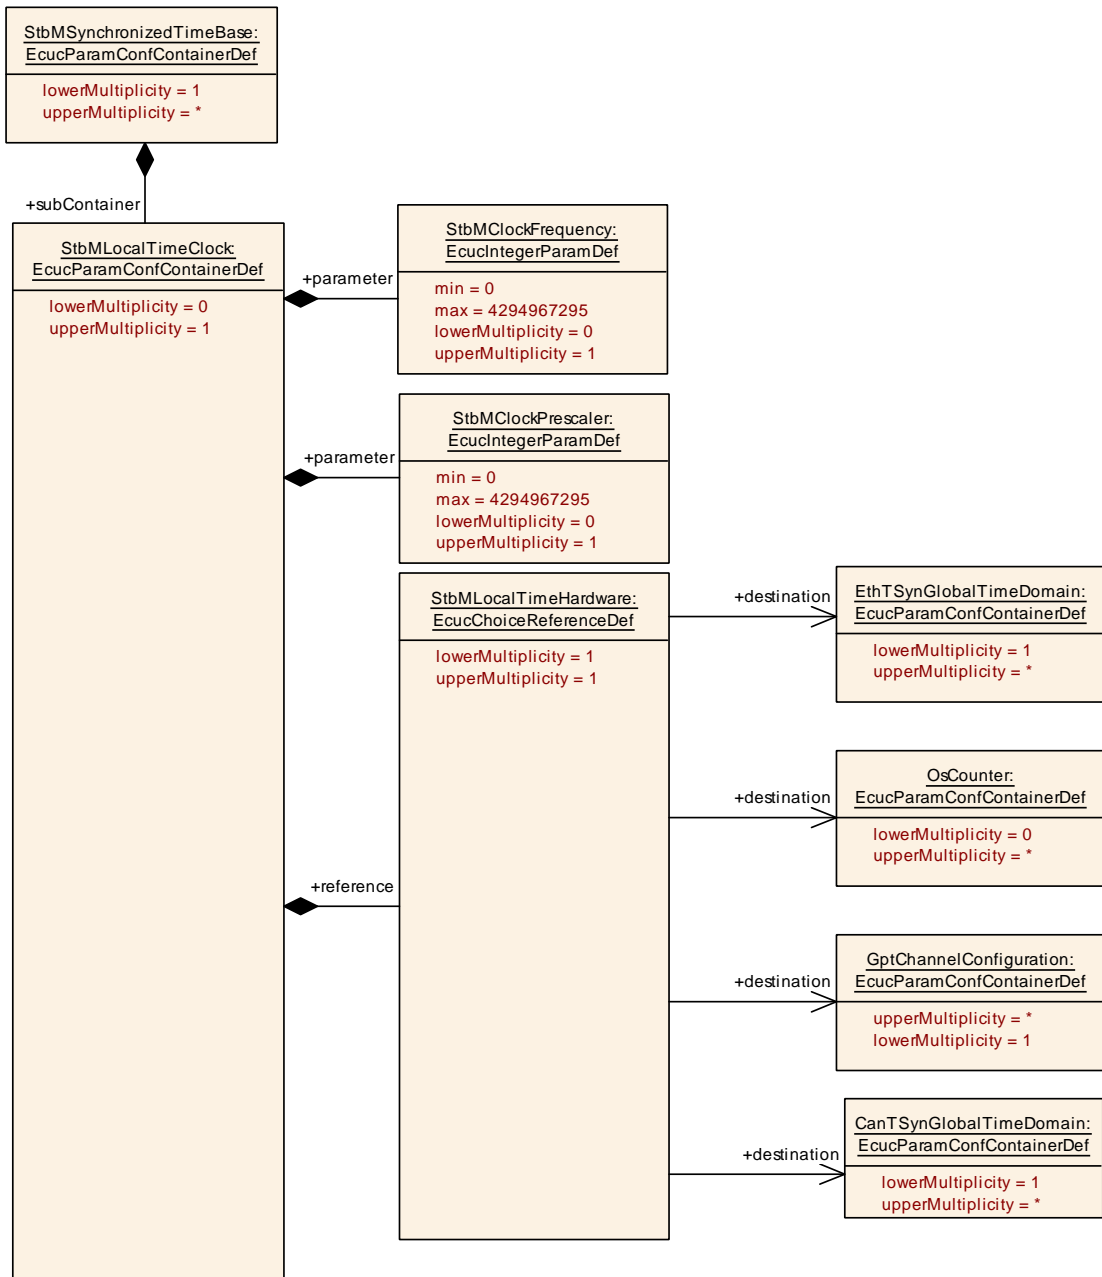 StbMSynchronizedTimeBase:
EcucParamConfContainerDef
lowerMultiplicity = 1
upperMultiplicity = *
+subContainer
StbMLocalTimeClock:
EcucParamConfContainerDef
lowerMultiplicity = 0
upperMultiplicity = 1
+parameter
StbMClockFrequency:
EcucIntegerParamDef
min = 0
max = 4294967295
lowerMultiplicity = 0
upperMultiplicity = 1
+parameter
StbMClockPrescaler:
EcucIntegerParamDef
min = 0
max = 4294967295
lowerMultiplicity = 0
upperMultiplicity = 1
+reference
StbMLocalTimeHardware:
EcucChoiceReferenceDef
lowerMultiplicity = 1
upperMultiplicity = 1
+destination
EthTSynGlobalTimeDomain:
EcucParamConfContainerDef
lowerMultiplicity = 1
upperMultiplicity = *
+destination
OsCounter:
EcucParamConfContainerDef
lowerMultiplicity = 0
upperMultiplicity = *
+destination
GptChannelConfiguration:
EcucParamConfContainerDef
upperMultiplicity = *
lowerMultiplicity = 1
+destination
CanTSynGlobalTimeDomain:
EcucParamConfContainerDef
lowerMultiplicity = 1
upperMultiplicity = *